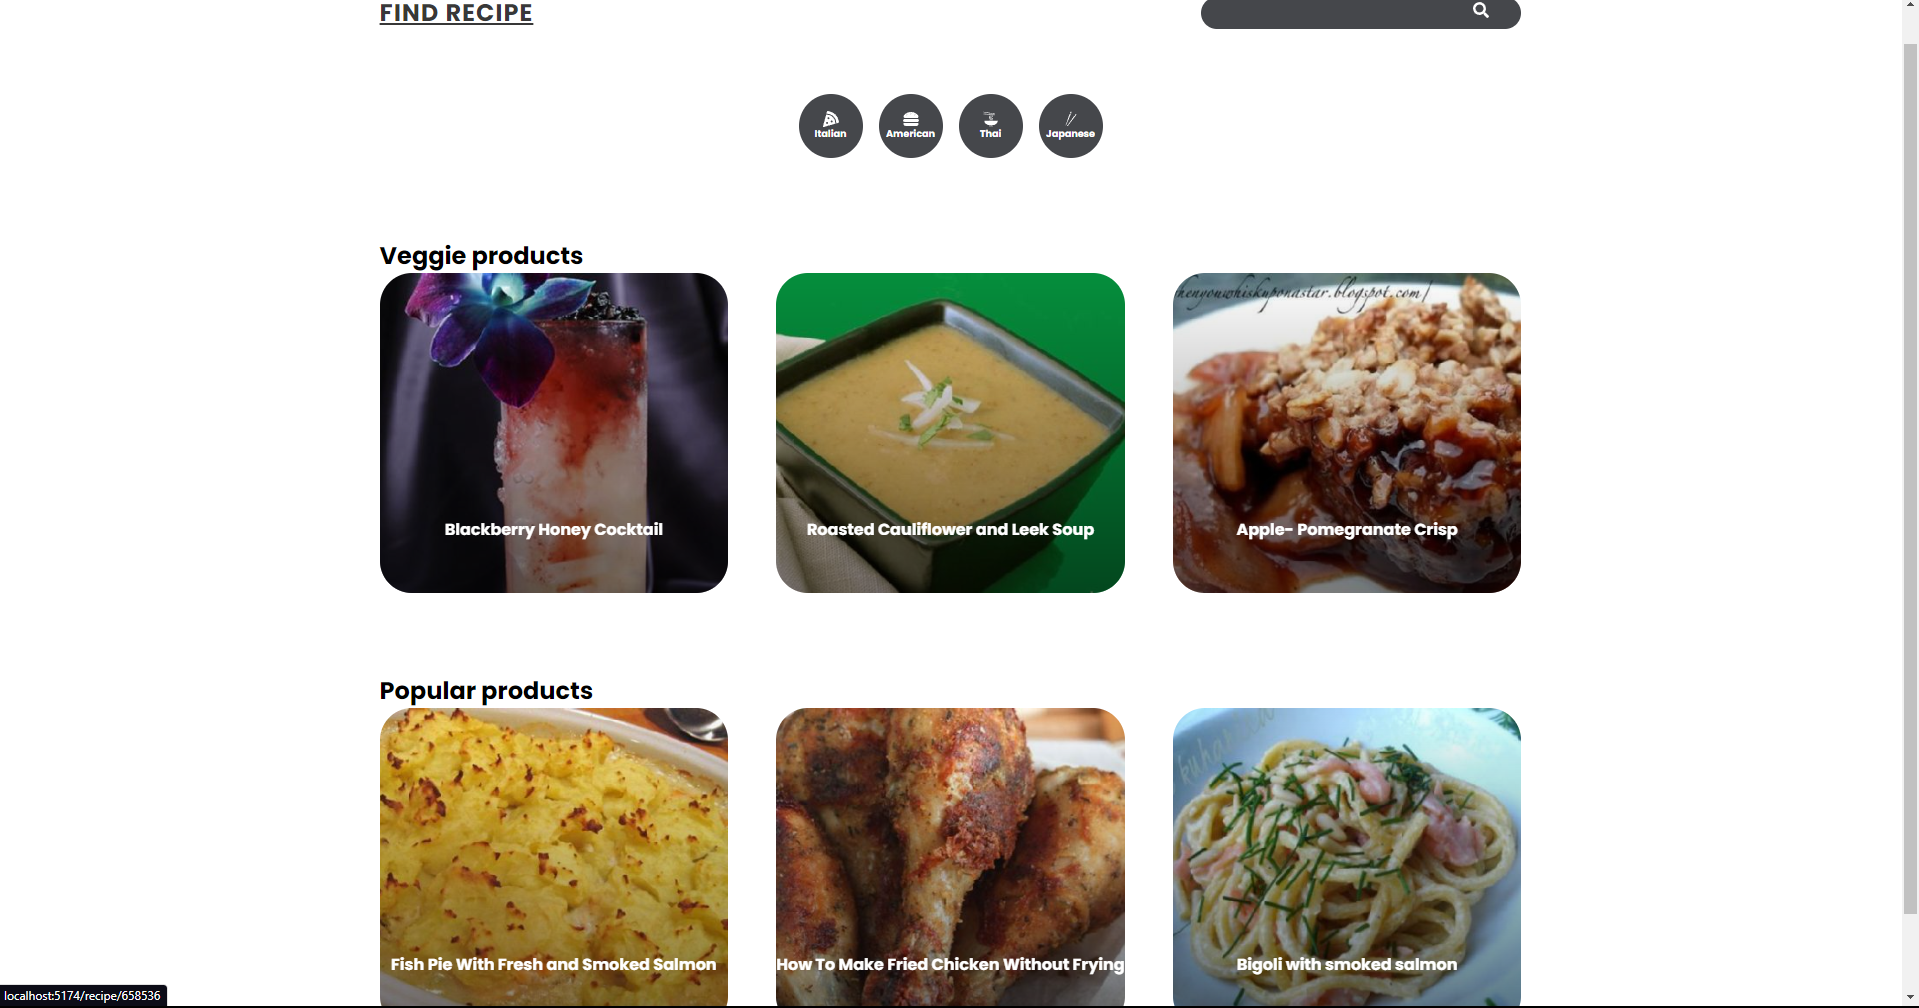 FIND RECIPE
Italian
American
Thai
Japanese
Veggie products
Blackberry Honey Cocktail
Roasted Cauliflower and Leek Soup
henyouwhiskyponastar.blogspot.com/
Apple- Pomegranate Crisp
Popular products
Fish Pie With Fresh and Smoked Salmon
How To Make Fried Chicken Without Frying
Bigoli with smoked salmon
localhost:5174/recipe/658536